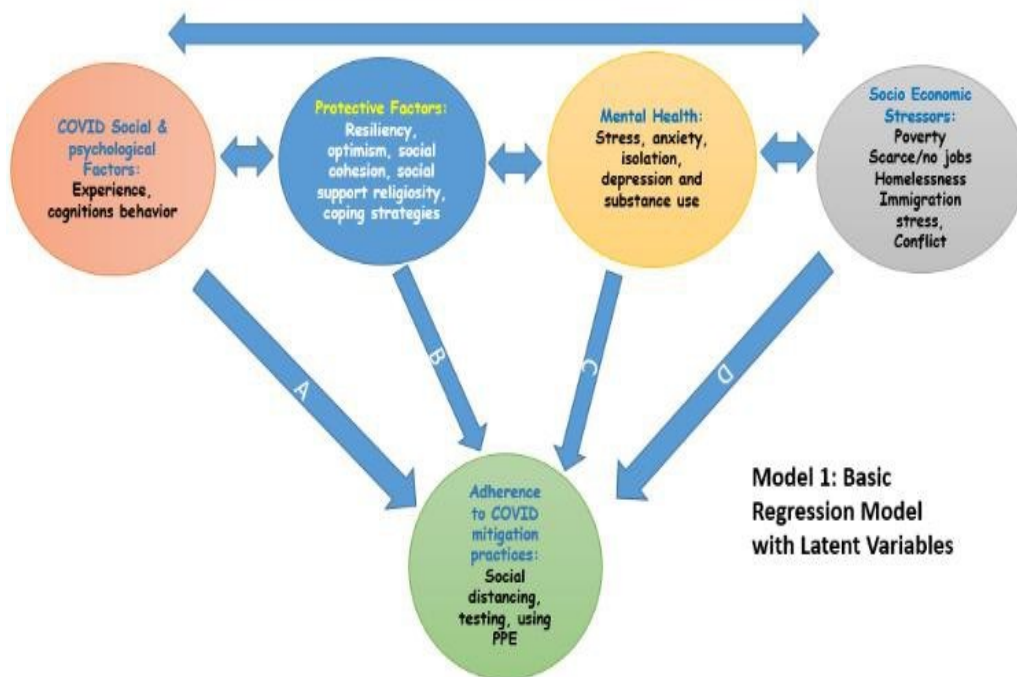 COVID Social &
psychological
Factors:
Experience,
cognitions behavior
Protective Factors:
Resiliency,
optimism, social
cohesion, social
support religiosity,
coping strategies
Mental Health:
Stress, anxiety,
isolation,
depression and
substance use
Socio Economic
Stressors:
Poverty
Scarce/no jobs
Homelessness
Immigration
stress,
Conflict
A
B
C
D
Adherence
to COVID
mitigation
practices:
Social
distancing,
testing, using
PPE
Model 1: Basic
Regression Model
with Latent Variables